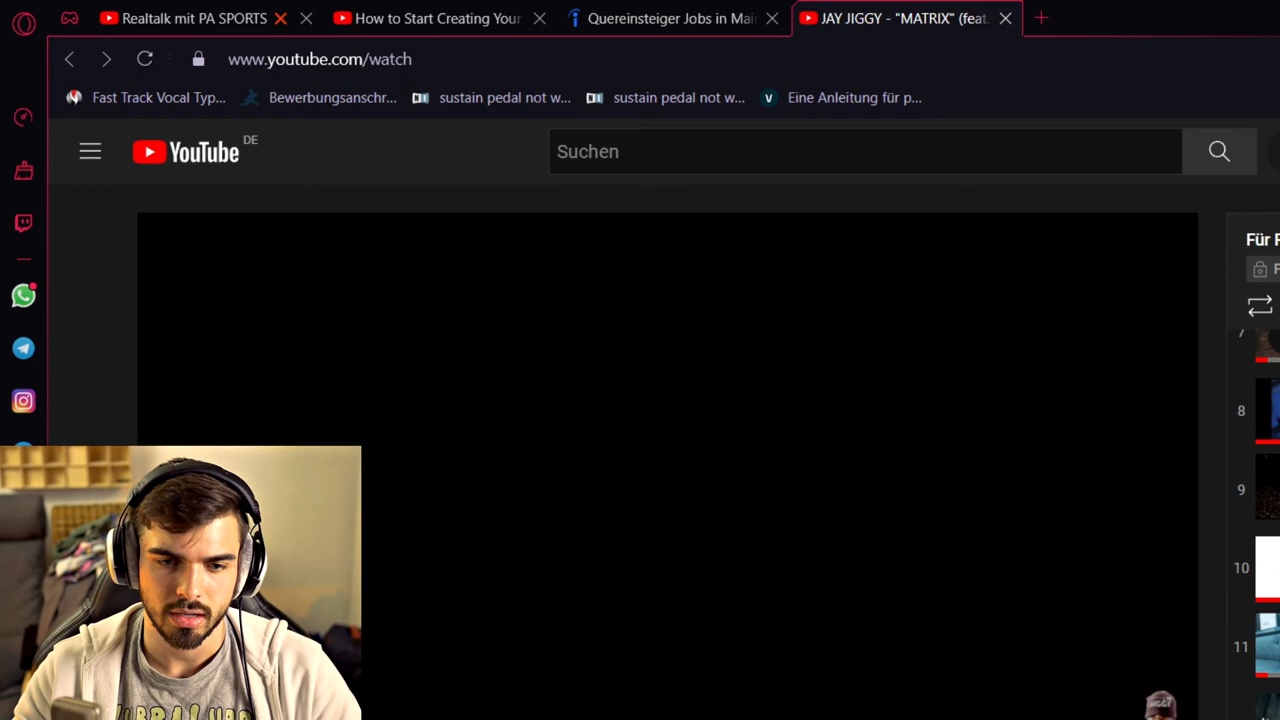 Realtalk mit PA SPORTS
How to Start Creating Your
Quereinsteiger Jobs in Mai
JAY JIGGY - "MATRIX" (feat.
www.youtube.com/watch
Fast Track Vocal Typ...
Bewerbungsanschr...
sustain pedal not w...
sustain pedal not w...
Eine Anleitung für p...
YouTube DE
Suchen
Für
7
8
9
10
11